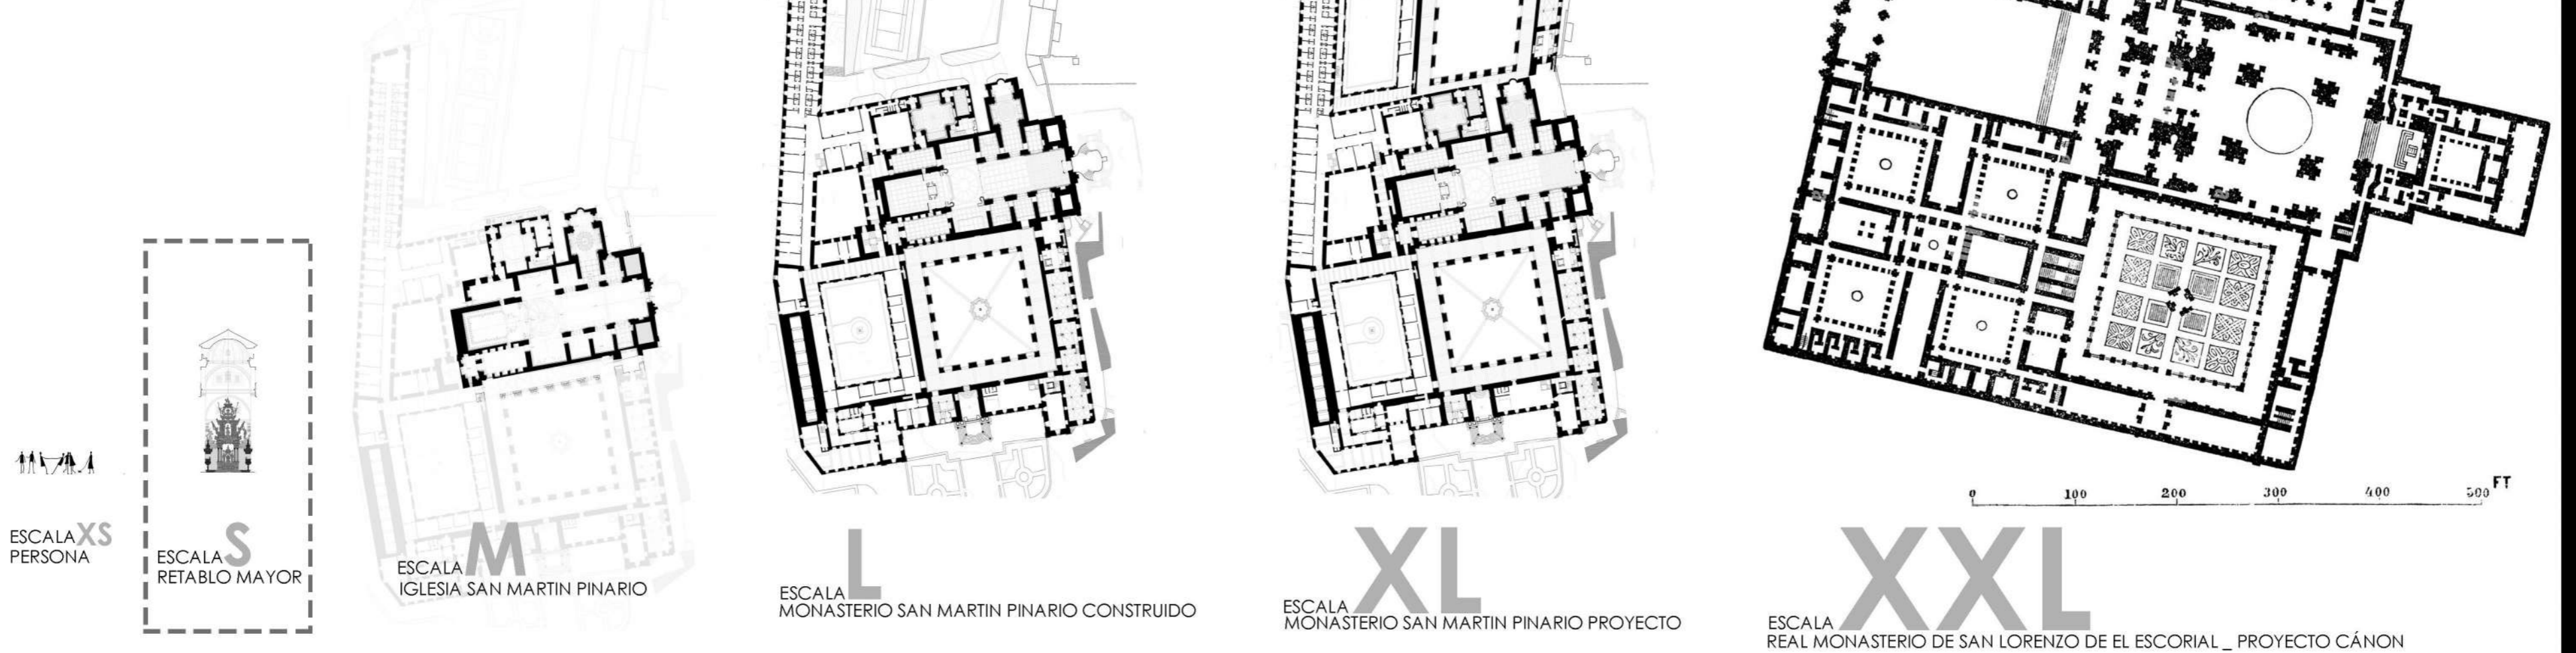 ESCALA XS
PERSONA
ESCALA S
RETABLO MAYOR
ESCALA M
IGLESIA SAN MARTIN PINARIO
ESCALA L
MONASTERIO SAN MARTIN PINARIO CONSTRUIDO
ESCALA XL
MONASTERIO SAN MARTIN PINARIO PROYECTO
0 100 200 300 400 500 FT
ESCALA XXL
REAL MONASTERIO DE SAN LORENZO DE EL ESCORIAL _ PROYECTO CÁNON